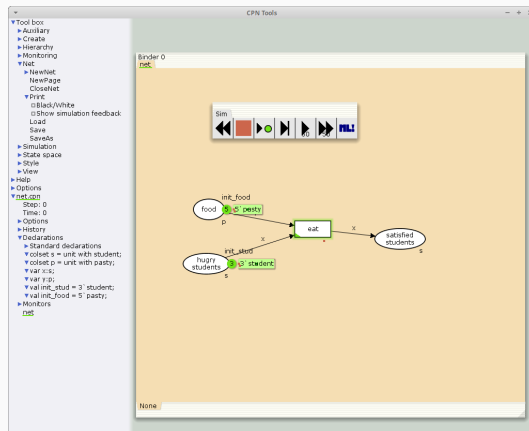 CPN Tools
Tool box
Auxiliary
Create
Hierarchy
Monitoring
Net
NewNet
NewPage
CloseNet
Print
Black/White
Show simulation feedback
Load
Save
SaveAs
Simulation
State space
Style
View
Help
Options
net.cpn
Step: 0
Time: 0
Options
History
Declarations
Standard declarations
colset s = unit with student;
colset p = unit with pasty;
var x:s;
var y:p;
val init_stud = 3`student;
val init_food = 5`pasty;
Monitors
net
Binder 0
net
Sim
ML!
init_food
food
5
5`pasty
p
eat
x
satisfied
students
s
x
init_stud
hugry
students
3
3`student
s
None